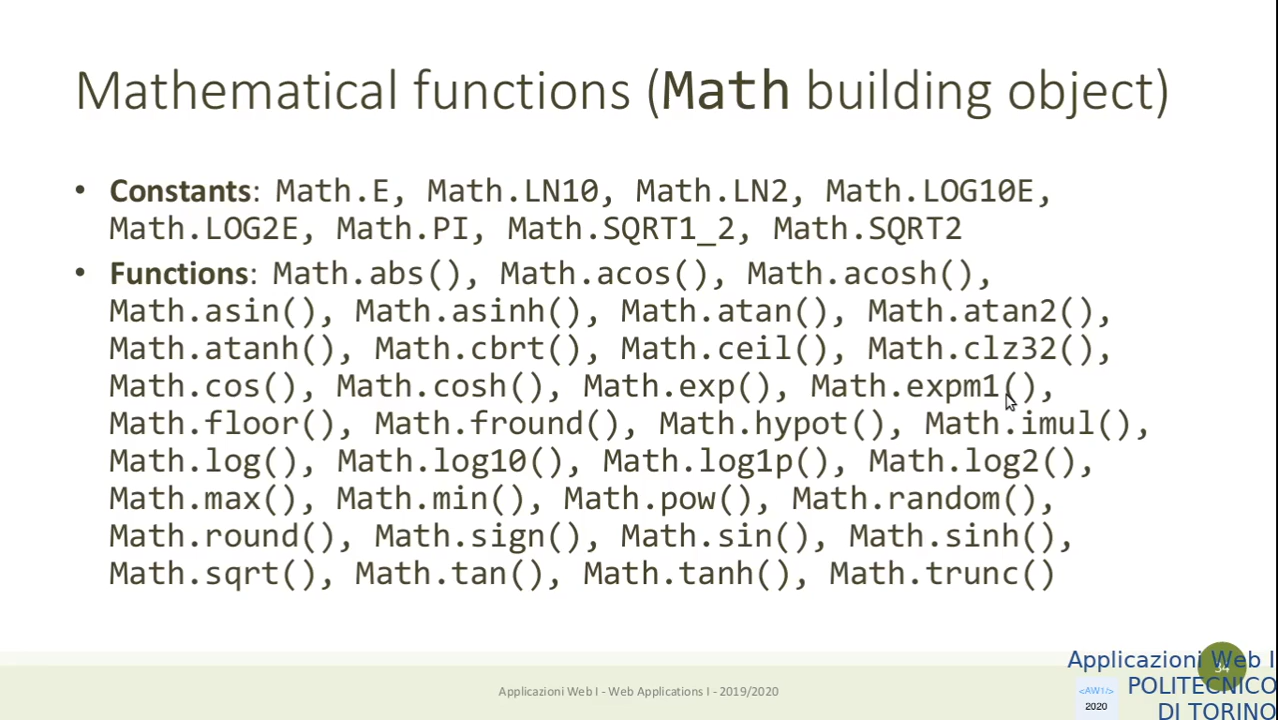 Mathematical functions (Math building object)
• Constants: Math.E, Math.LN10, Math.LN2, Math.LOG10E,
Math.LOG2E, Math.PI, Math.SQRT1_2, Math.SQRT2
• Functions: Math.abs(), Math.acos(), Math.acosh(),
Math.asin(), Math.asinh(), Math.atan(), Math.atan2(),
Math.atanh(), Math.cbrt(), Math.ceil(), Math.clz32(),
Math.cos(), Math.cosh(), Math.exp(), Math.expm1(),
Math.floor(), Math.fround(), Math.hypot(), Math.imul(),
Math.log(), Math.log10(), Math.log1p(), Math.log2(),
Math.max(), Math.min(), Math.pow(), Math.random(),
Math.round(), Math.sign(), Math.sin(), Math.sinh(),
Math.sqrt(), Math.tan(), Math.tanh(), Math.trunc()
Applicazioni Web I - Web Applications I - 2019/2020
34
Applicazioni Web I
POLITECNICO
DI TORINO
<AW1/>
2020